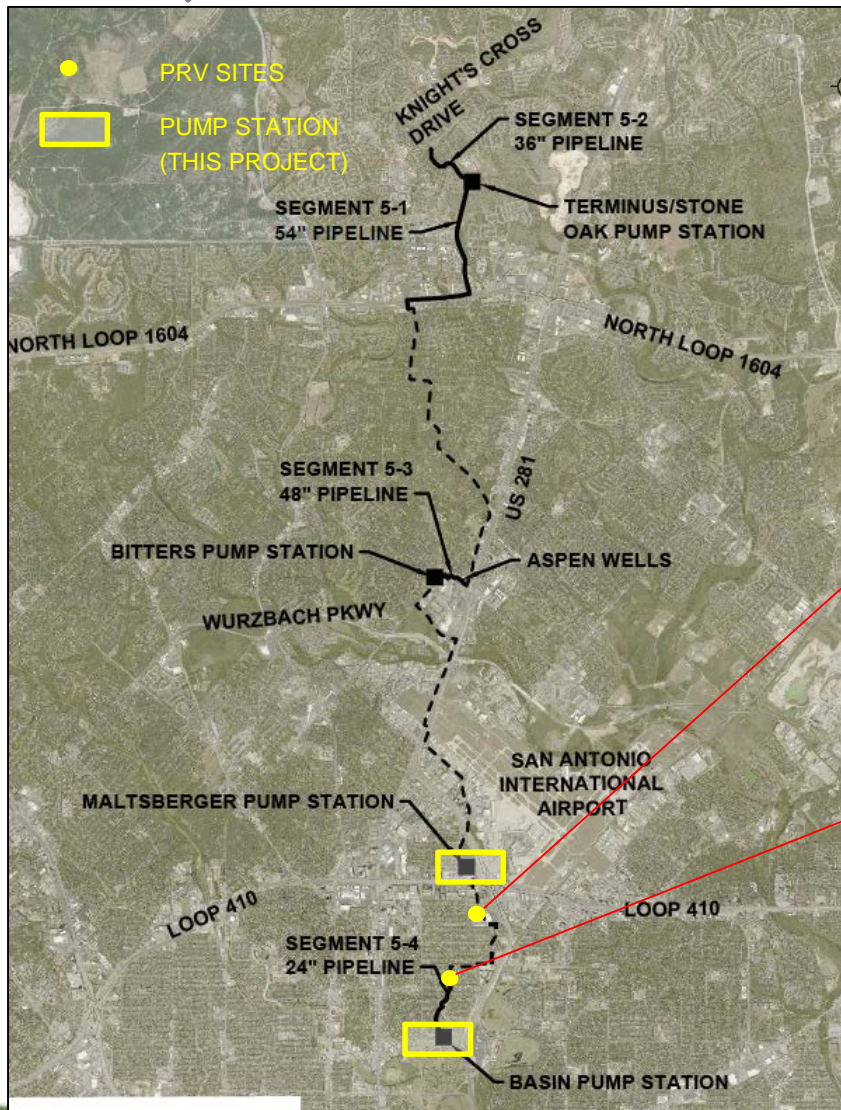 PRV SITES
PUMP STATION
(THIS PROJECT)
KNIGHT'S CROSS
DRIVE
SEGMENT 5-2
36" PIPELINE
SEGMENT 5-1
54" PIPELINE
TERMINUS/STONE
OAK PUMP STATION
NORTH LOOP 1604
NORTH LOOP 1604
US 281
SEGMENT 5-3
48" PIPELINE
BITTERS PUMP STATION
ASPEN WELLS
WURZBACH PKWY
SAN ANTONIO
INTERNATIONAL
AIRPORT
MALTSBERGER PUMP STATION
LOOP 410
LOOP 410
SEGMENT 5-4
24" PIPELINE
BASIN PUMP STATION